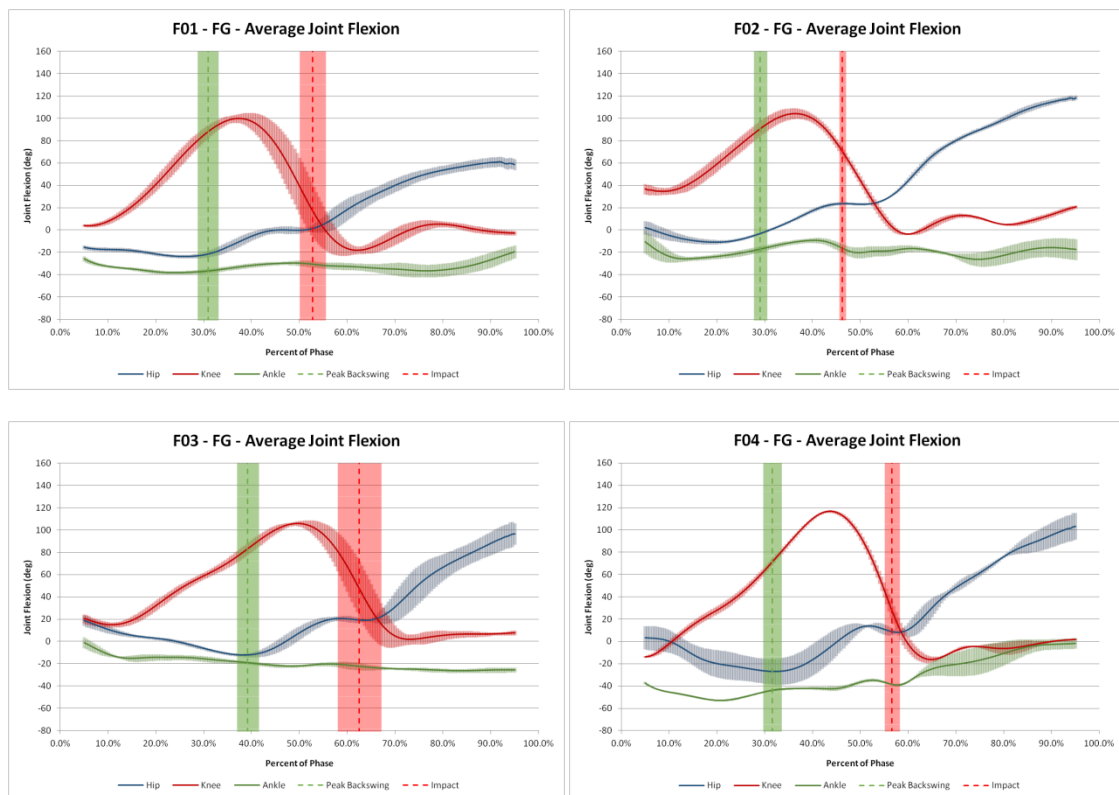 F01 - FG - Average Joint Flexion
160
140
120
100
80
60
40
20
0
-20
-40
-60
-80
Joint Flexion (deg)
0.0% 10.0% 20.0% 30.0% 40.0% 50.0% 60.0% 70.0% 80.0% 90.0% 100.0%
Percent of Phase
Hip Knee Ankle Peak Backswing Impact
F02 - FG - Average Joint Flexion
160
140
120
100
80
60
40
20
0
-20
-40
-60
-80
Joint Flexion (deg)
0.0% 10.0% 20.0% 30.0% 40.0% 50.0% 60.0% 70.0% 80.0% 90.0% 100.0%
Percent of Phase
Hip Knee Ankle Peak Backswing Impact
F03 - FG - Average Joint Flexion
160
140
120
100
80
60
40
20
0
-20
-40
-60
-80
Joint Flexion (deg)
0.0% 10.0% 20.0% 30.0% 40.0% 50.0% 60.0% 70.0% 80.0% 90.0% 100.0%
Percent of Phase
Hip Knee Ankle Peak Backswing Impact
F04 - FG - Average Joint Flexion
160
140
120
100
80
60
40
20
0
-20
-40
-60
-80
Joint Flexion (deg)
0.0% 10.0% 20.0% 30.0% 40.0% 50.0% 60.0% 70.0% 80.0% 90.0% 100.0%
Percent of Phase
Hip Knee Ankle Peak Backswing Impact